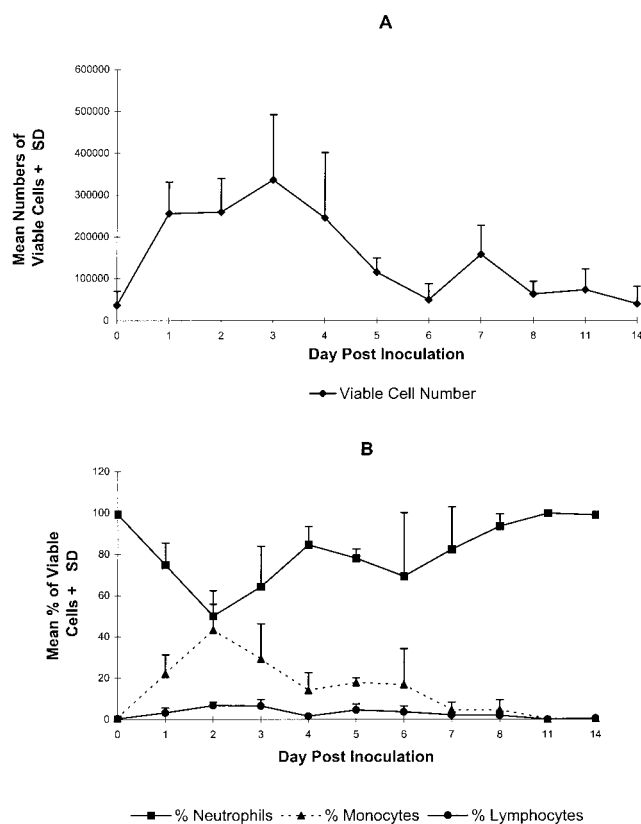 A
Mean Numbers of
Viable Cells + SD
600000
500000
400000
300000
200000
100000
0
0 1 2 3 4 5 6 7 8 11 14
Day Post Inoculation
Viable Cell Number
B
Mean % of Viable
Cells + SD
120
100
80
60
40
20
0
0 1 2 3 4 5 6 7 8 11 14
Day Post Inoculation
% Neutrophils % Monocytes % Lymphocytes